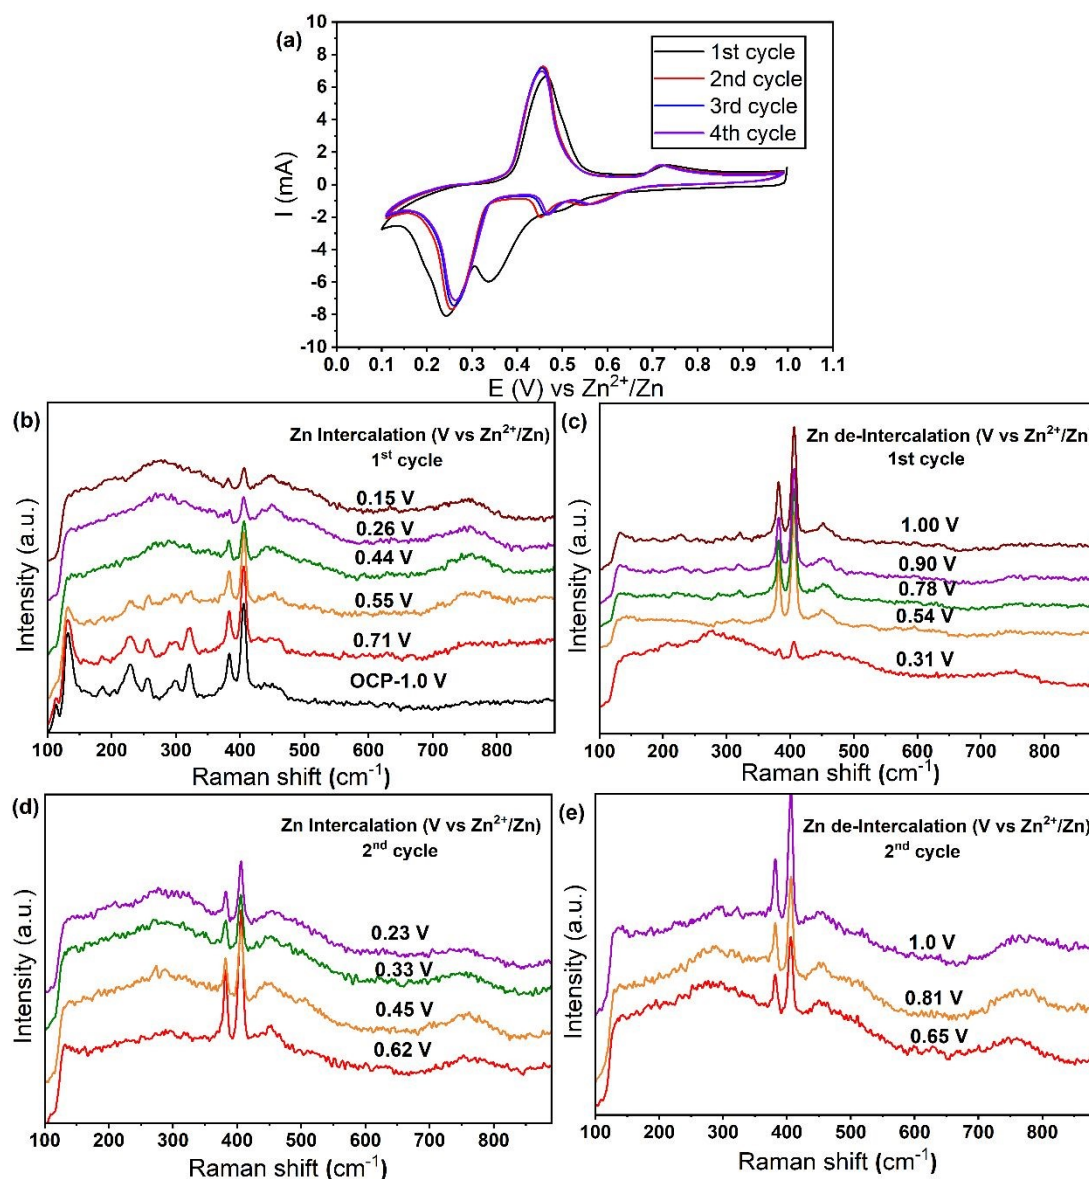 (a)
1st cycle
2nd cycle
3rd cycle
4th cycle
I (mA)
10
8
6
4
2
0
-2
-4
-6
-8
-10
0.0 0.1 0.2 0.3 0.4 0.5 0.6 0.7 0.8 0.9 1.0 1.1
E (V) vs Zn²⁺/Zn
(b)
Zn Intercalation (V vs Zn²⁺/Zn)
1ˢᵗ cycle
0.15 V
0.26 V
0.44 V
0.55 V
0.71 V
OCP-1.0 V
Intensity (a.u.)
100 200 300 400 500 600 700 800
Raman shift (cm⁻¹)
(c)
Zn de-Intercalation (V vs Zn²⁺/Zn)
1st cycle
1.00 V
0.90 V
0.78 V
0.54 V
0.31 V
Intensity (a.u.)
100 200 300 400 500 600 700 800
Raman shift (cm⁻¹)
(d)
Zn Intercalation (V vs Zn²⁺/Zn)
2ⁿᵈ cycle
0.23 V
0.33 V
0.45 V
0.62 V
Intensity (a.u.)
100 200 300 400 500 600 700 800
Raman shift (cm⁻¹)
(e)
Zn de-Intercalation (V vs Zn²⁺/Zn)
2ⁿᵈ cycle
1.0 V
0.81 V
0.65 V
Intensity (a.u.)
100 200 300 400 500 600 700 800
Raman shift (cm⁻¹)